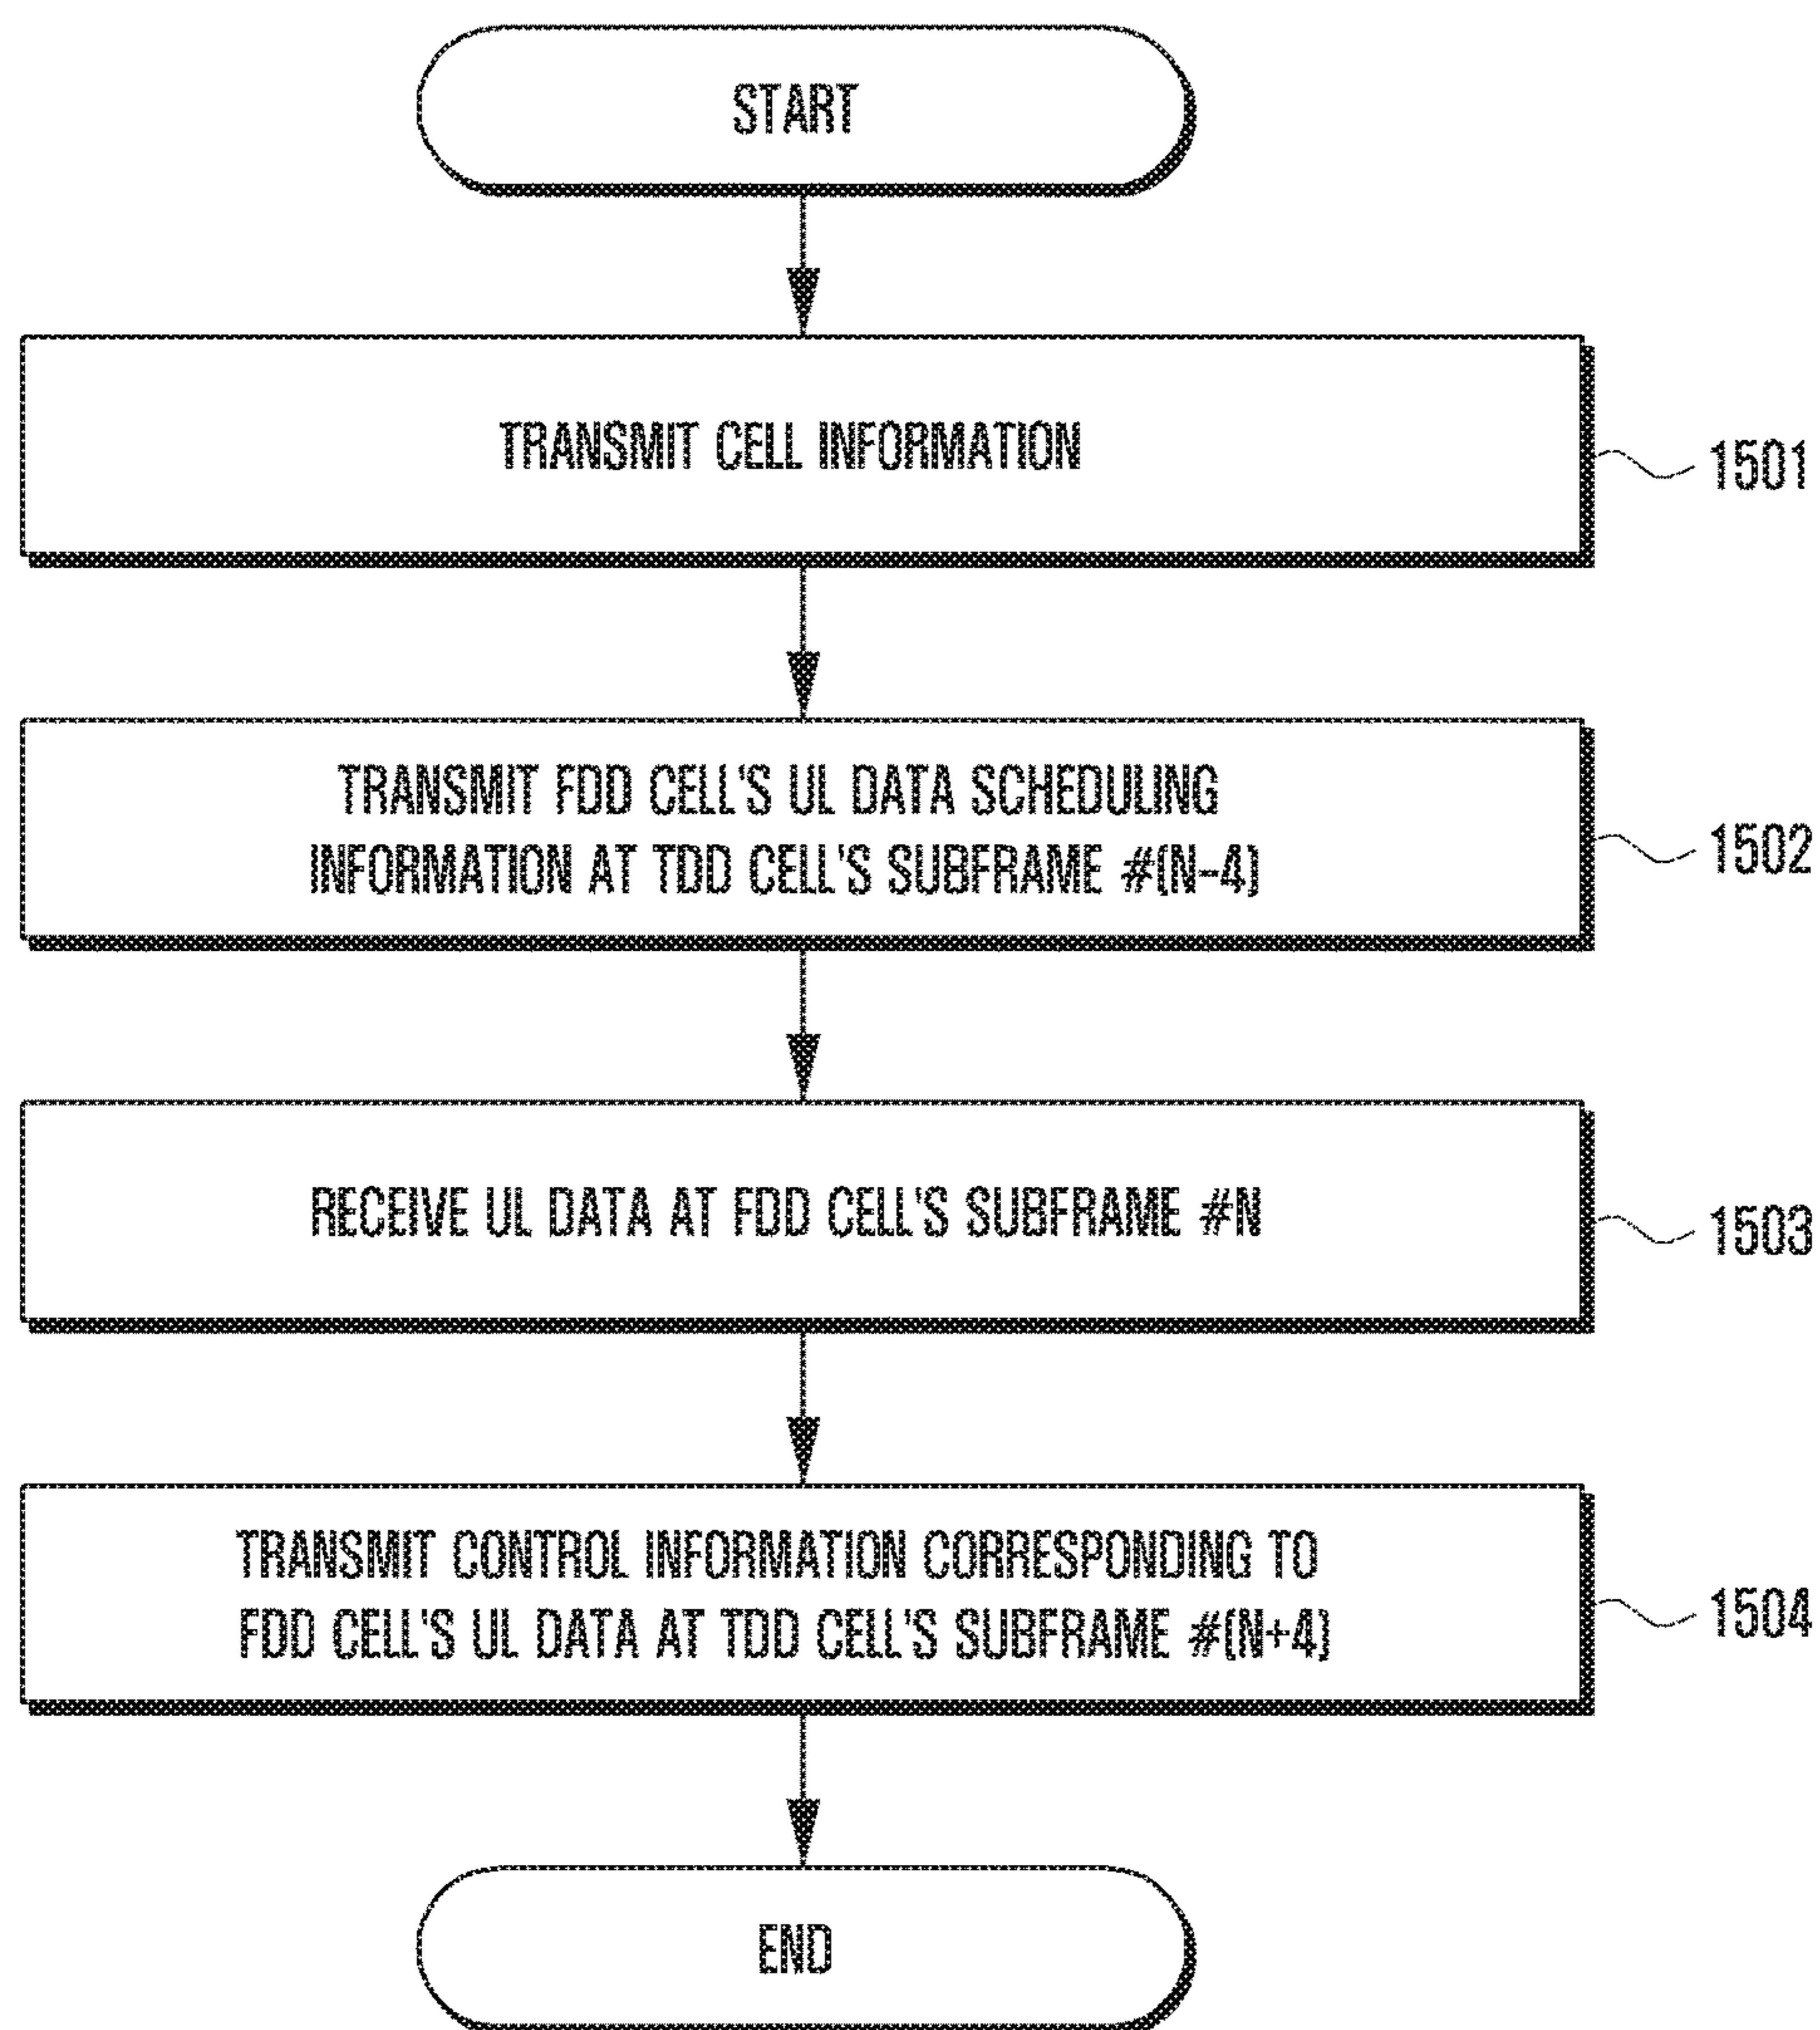 START
TRANSMIT CELL INFORMATION
1501
TRANSMIT FDD CELL'S UL DATA SCHEDULING
INFORMATION AT TDD CELL'S SUBFRAME #(N-4)
1502
RECEIVE UL DATA AT FDD CELL'S SUBFRAME #N
1503
TRANSMIT CONTROL INFORMATION CORRESPONDING TO
FDD CELL'S UL DATA AT TDD CELL'S SUBFRAME #(N+4)
1504
END